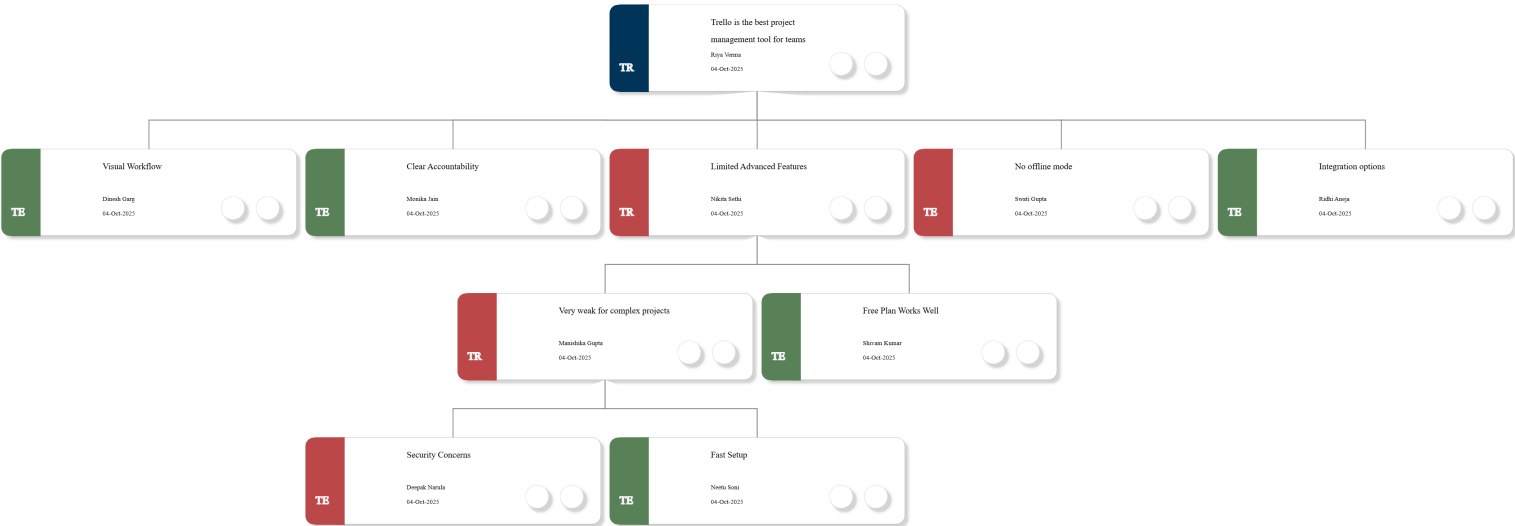 Trello is the best project
management tool for teams
Riya Verma
04-Oct-2025
TR
Visual Workflow
Dinesh Garg
04-Oct-2025
TE
Clear Accountability
Monika Jain
04-Oct-2025
TE
Limited Advanced Features
Nikita Sethi
04-Oct-2025
TR
No offline mode
Swati Gupta
04-Oct-2025
TE
Integration options
Ridhi Aneja
04-Oct-2025
TE
Very weak for complex projects
Manishika Gupta
04-Oct-2025
TR
Free Plan Works Well
Shivam Kumar
04-Oct-2025
TE
Security Concerns
Deepak Narula
04-Oct-2025
TE
Fast Setup
Neetu Soni
04-Oct-2025
TE